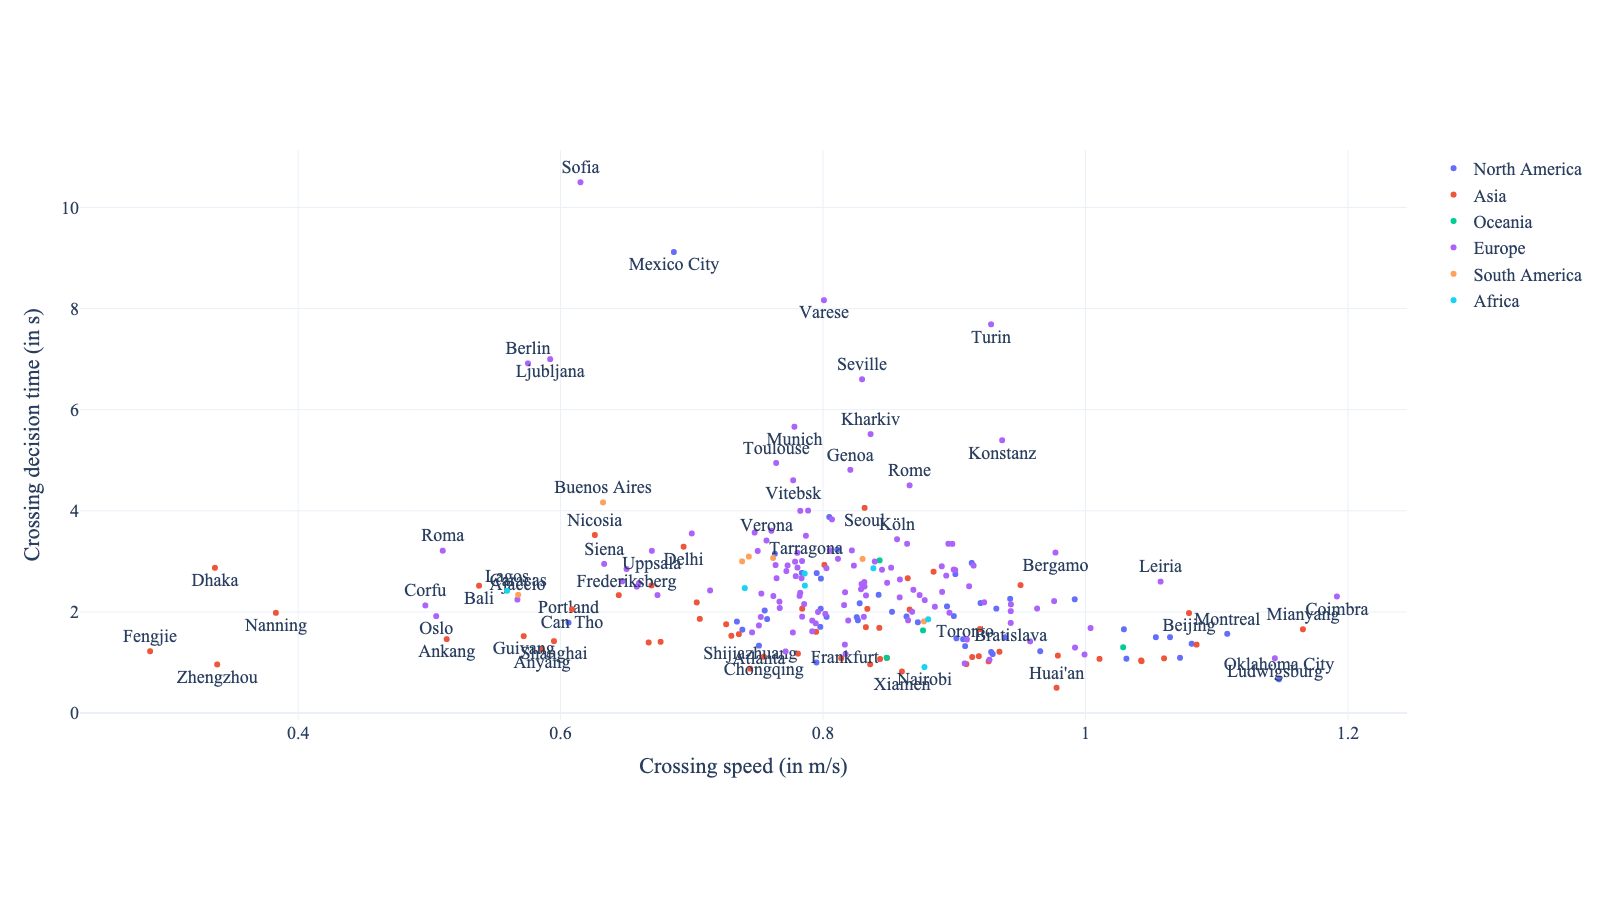 Sofia
North America
Asia
10
Oceania
Europe
Mexico City
South America
Africa
8
Varese
Turin
Berlin
Ljubljana
Seville
6
Kharkiv
Munich
Toulouse
Genoa
Konstanz
Rome
Vitebsk
Buenos Aires
4
Nicosia
Verona
Seoul
Köln
Roma
Siena
Tarragona
Delhi
Uppsala
Bergamo
Leiria
Dhaka
Lagos
Caracas
Ajaccio
Frederiksberg
Corfu
Bali
2
Portland
Coimbra
Nanning
Can Tho
Mianyang
Montreal
Beijing
Oslo
Toronto
Bratislava
Fengjie
Ankang
Guiyang
Shanghai
Anyang
Shijiazhuang
Atlanta
Chongqing
Frankfurt
Oklahoma City
Ludwigsburg
Zhengzhou
Xiamen
Nairobi
Huai'an
0
0.4
0.6
0.8
1
1.2
Crossing speed (in m/s)
Crossing decision time (in s)